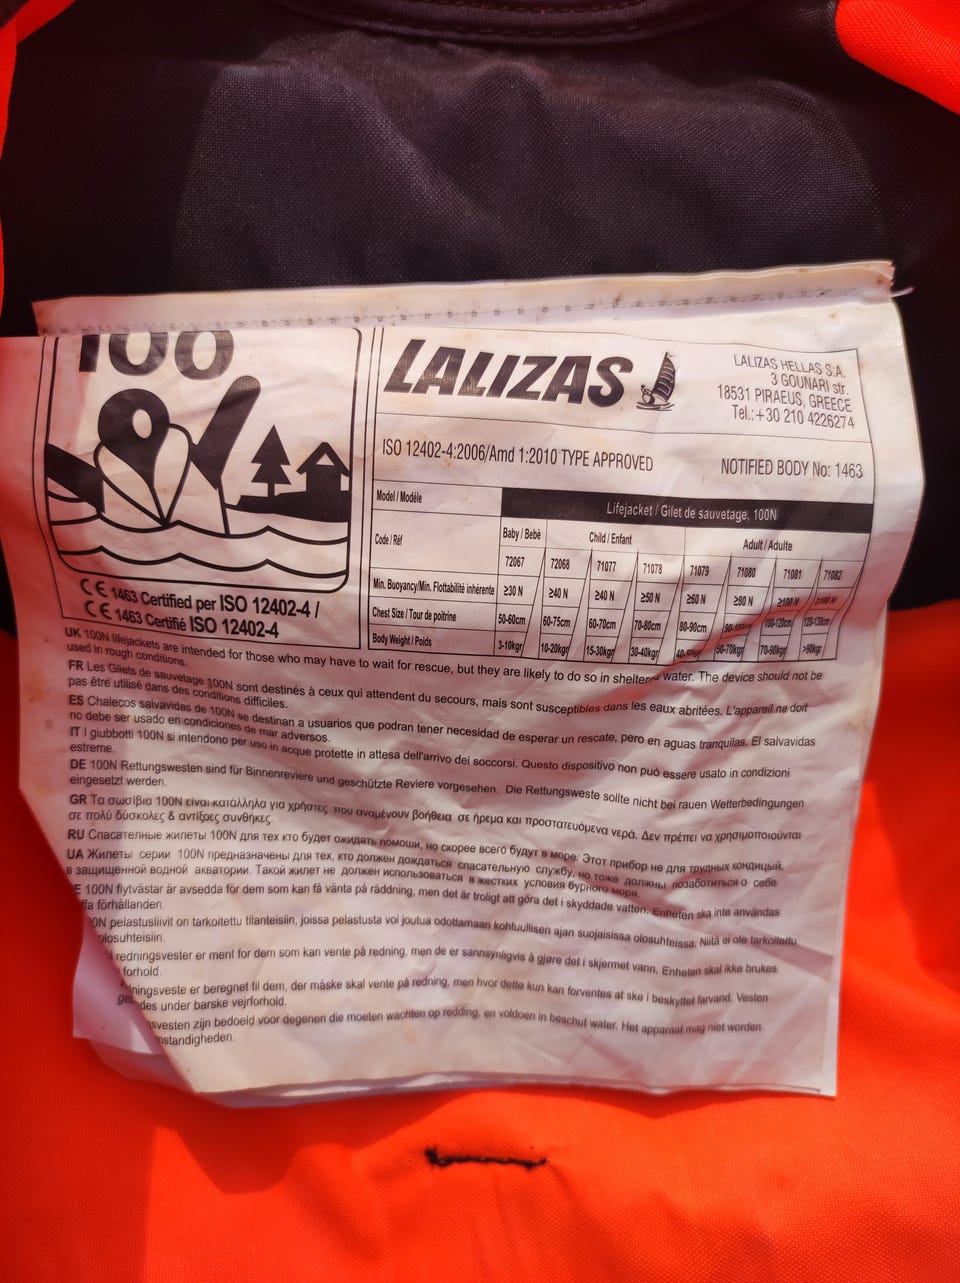 100
CE 1463 Certified per ISO 12402-4 /
CE 1463 Certifié ISO 12402-4
LALIZAS
LALIZAS HELLAS S.A.
3 GOUNARI str.
18531 PIRAEUS, GREECE
Tel.:+30 210 4226274
ISO 12402-4:2006/Amd 1:2010 TYPE APPROVED
NOTIFIED BODY No: 1463
Model / Modéle Lifejacket / Gilet de sauvetage, 100N
Baby / Bebè Child / Enfant Adult / Adulte
Code / Réf 72067 72068 71077 71078 71079 71080 71081 71082
Min. Buoyancy/Min. Flottabilité inhérente ≥30 N ≥40 N ≥40 N ≥50 N ≥60 N ≥80 N ≥100 N
Chest Size / Tour de poitrine 50-60cm 60-75cm 60-70cm 70-80cm 80-90cm 90-100cm 100-120cm 120-130cm
Body Weight / Poids 3-10kgr 10-20kgr 15-30kgr 30-40kgr 40-50kgr 50-70kgr 70-90kgr >90kgr
UK 100N lifejackets are intended for those who may have to wait for rescue, but they are likely to do so in shelter water. The device should not be
used in rough conditions.
FR Les Gilets de sauvetage 100N sont destinés à ceux qui attendent du secours, mais sont susceptibles dans les eaux abritées. L'appareil ne doit
pas être utilisé dans des conditions difficiles.
ES Chalecos salvavidas de 100N se destinan a usuarios que podran tener necesidad de esperar un rescate, pero en aguas tranquilas. El salvavidas
no debe ser usado en condiciones de mar adversos.
IT I giubbotti 100N si intendono per uso in acque protette in attesa dell'arrivo dei soccorsi. Questo dispositivo non può essere usato in condizioni
estreme.
DE 100N Rettungswesten sind für Binnenreviere und geschützte Reviere vorgesehen. Die Rettungsweste sollte nicht bei rauen Wetterbedingungen
eingesetzt werden.
GR Τα σωσίβια 100N είναι κατάλληλα για χρήστες που αναμένουν βοήθεια σε ήρεμα και προστατευόμενα νερά. Δεν πρέπει να χρησιμοποιούνται
σε πολύ δύσκολες & αντίξοες συνθήκες.
RU Спасательные жилеты 100N для тех кто будет ожидать помоши, но скорее всего будут в море. Этот прибор не для трудных кондиций.
UA Жилеты серии 100N предназначены для тех, кто должен дождаться спасательную службу, но тоже должны позаботиться о себе
в защищенной водной акватории. Такой жилет не должен использоваться в жестких условия бурного моря.
E 100N flytvästar är avsedda för dem som kan få vänta på räddning, men det är troligt att göra det i skyddade vatten. Enheten ska inte användas
ffa förhållanden.
0N pelastusliivit on tarkoitettu tilanteisiin, joissa pelastusta voi joutua odottamaan kohtuullisen ajan suojaisissa olosuhteissa. Niitä ei ole tarkoitettu
olosuhteisiin.
redningsvester er ment for dem som kan vente på redning, men de er sannsynligvis å gjøre det i skjermet vann. Enheten skal ikke brukes
forhold.
ningsveste er beregnet til dem, der måske skal vente på redning, men hvor dette kun kan forventes at ske i beskyttet farvand. Vesten
des under barske vejrforhold.
svesten zijn bedoeld voor degenen die moeten wachten op redding, en voldoen in beschut water. Het apparaat mag niet worden
nstandigheden.